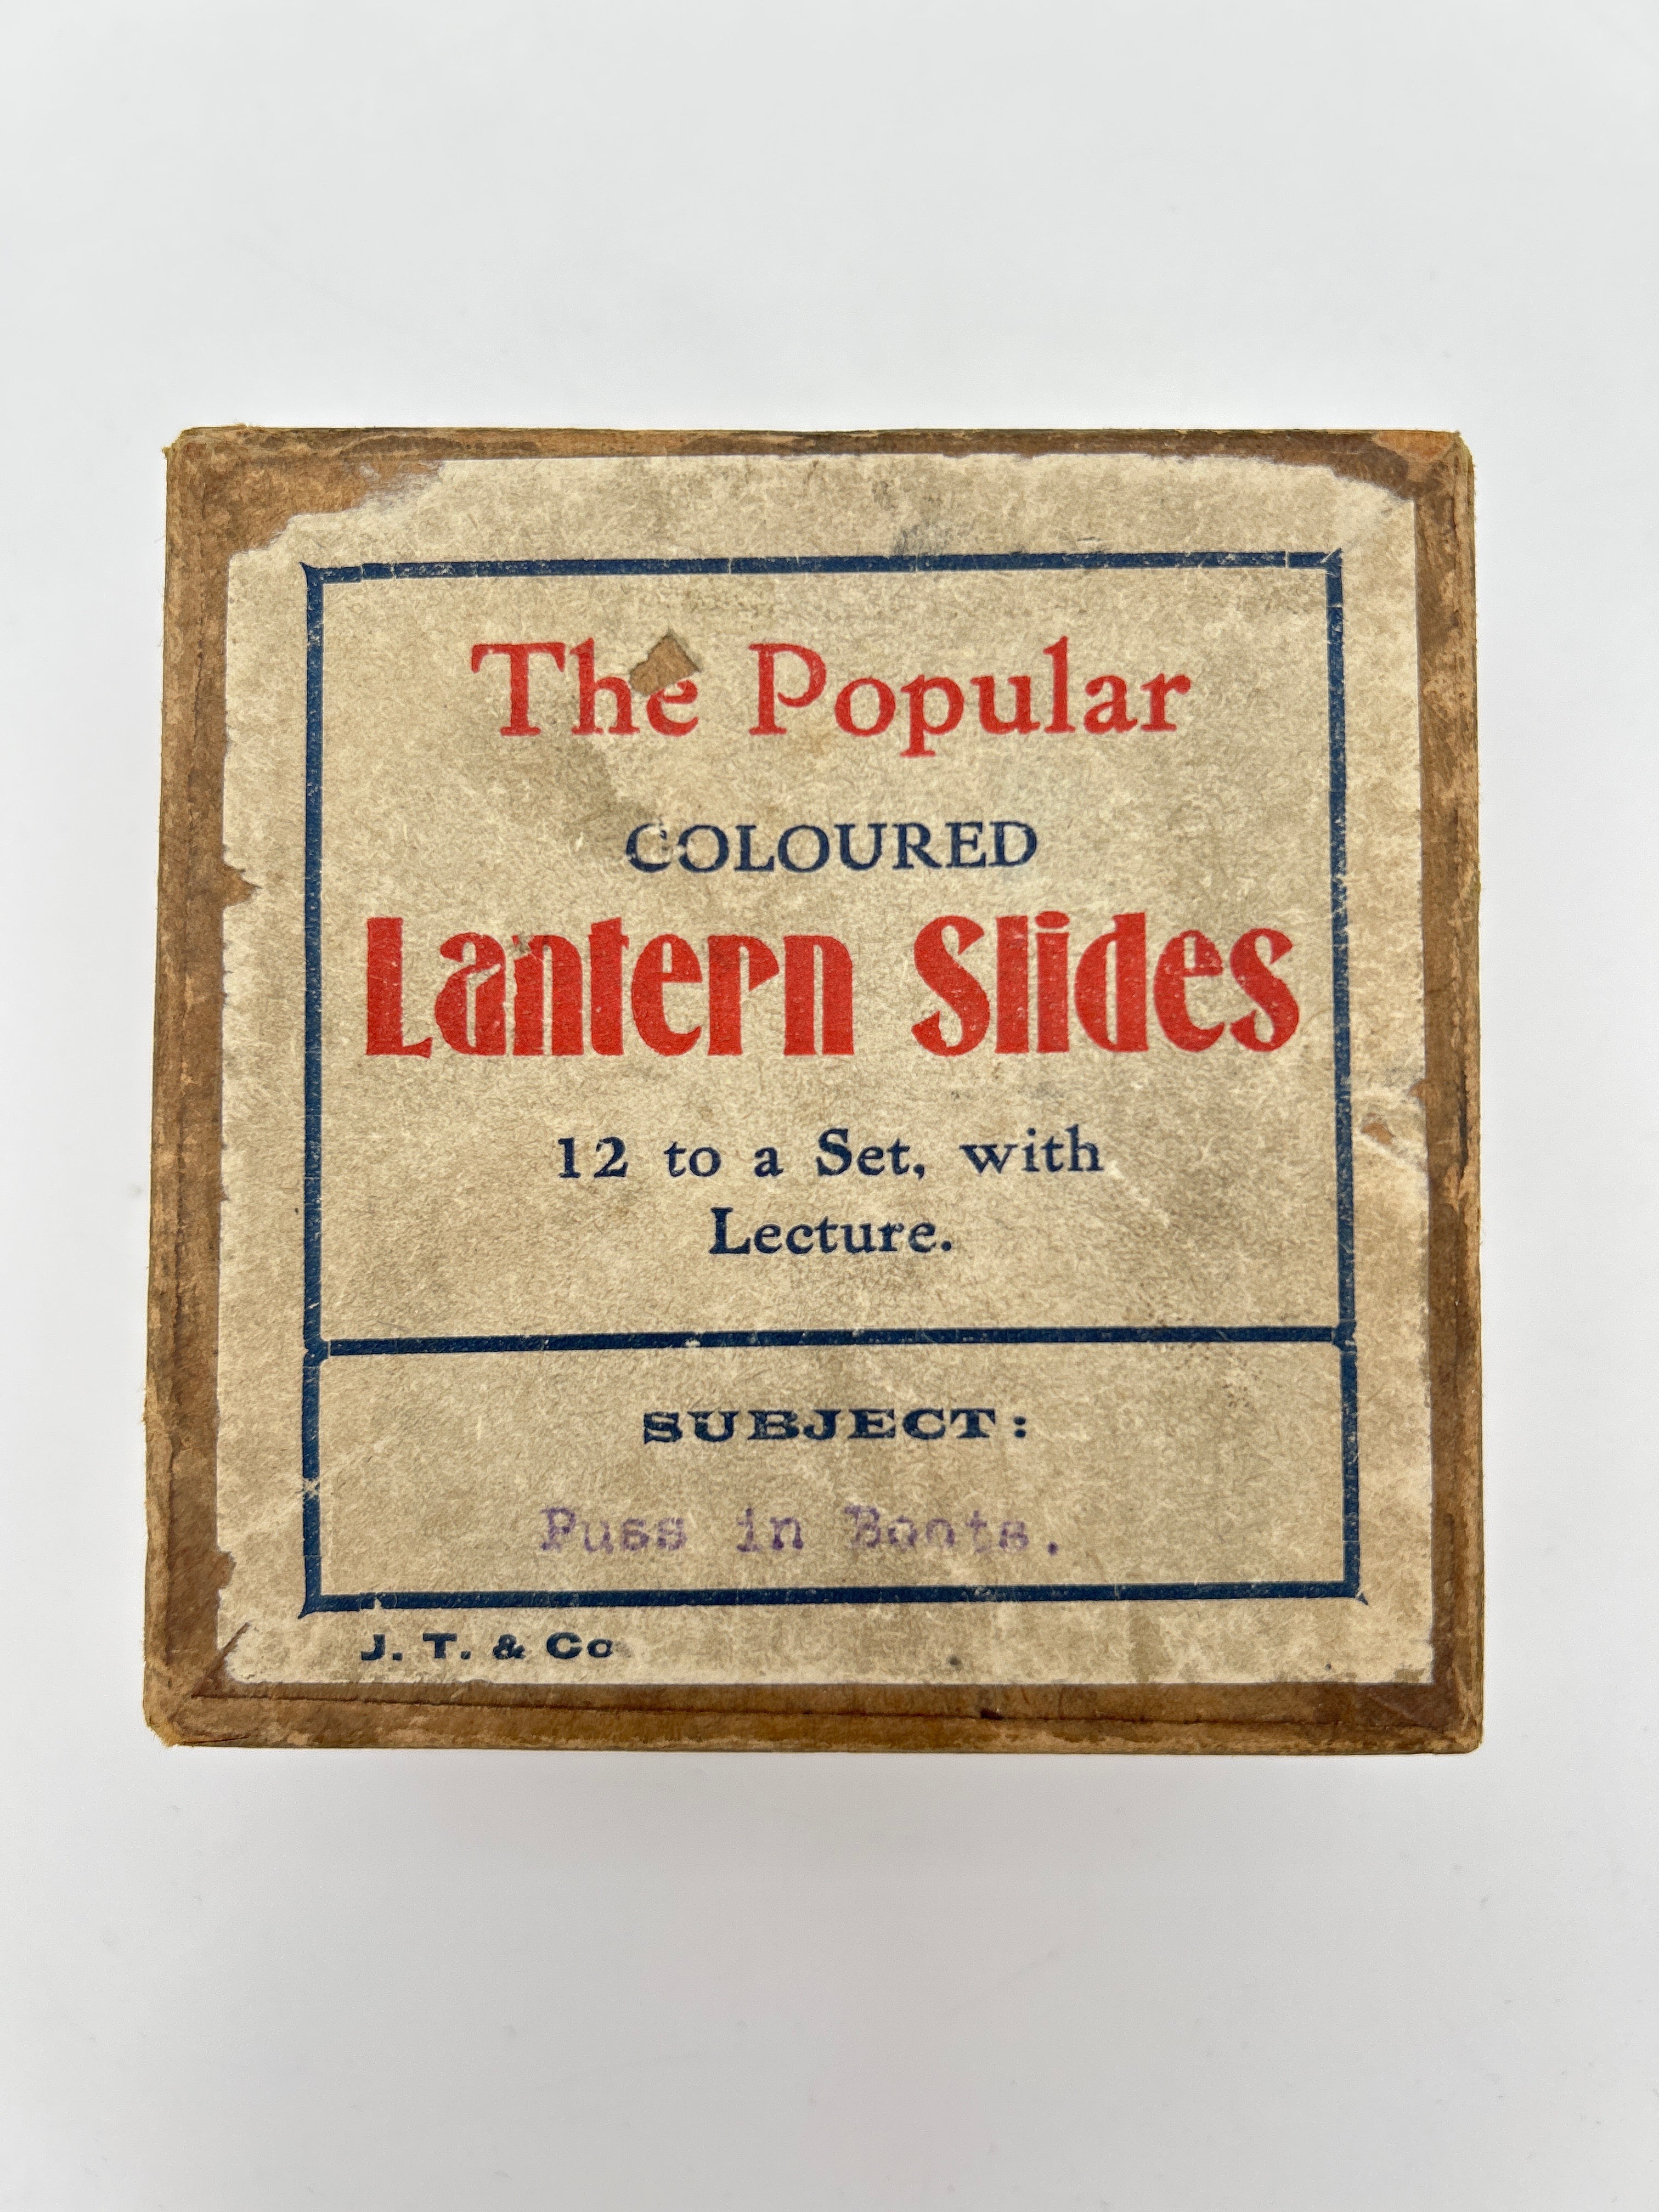 The Popular
COLOURED
Lantern Slides
12 to a Set, with
Lecture.
SUBJECT:
Puss in Boots.
J. T. & Co